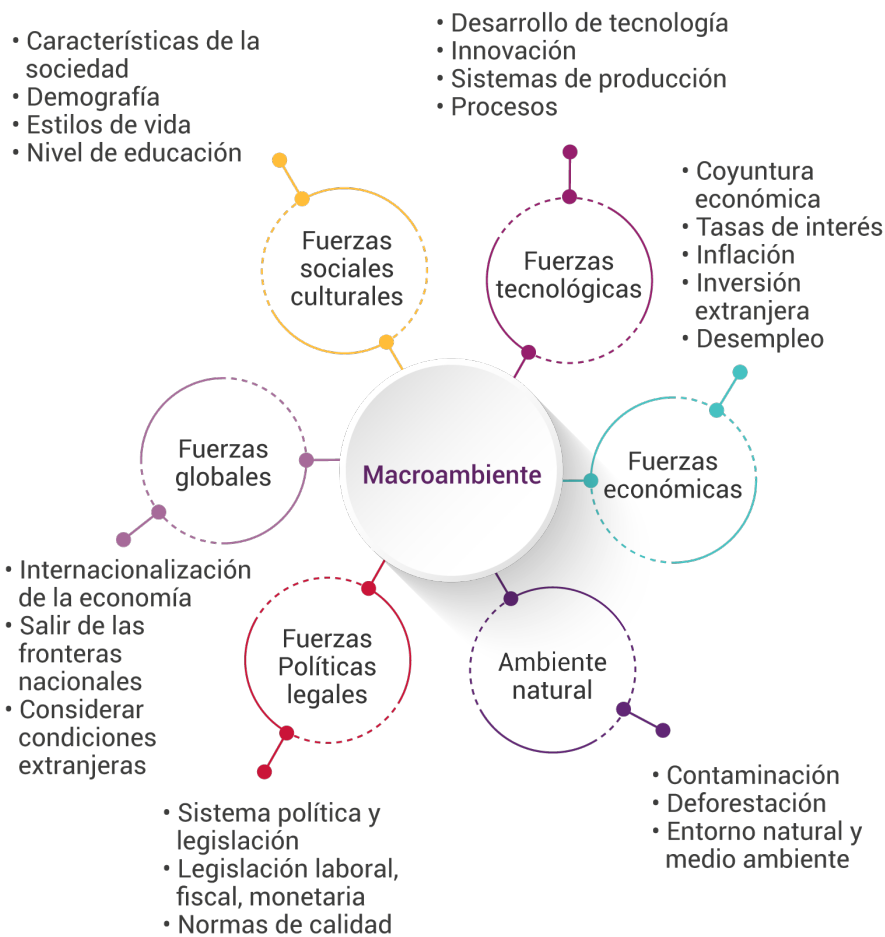 • Características de la
sociedad
• Demografía
• Estilos de vida
• Nivel de educación
• Desarrollo de tecnología
• Innovación
• Sistemas de producción
• Procesos
Fuerzas
sociales
culturales
Fuerzas
tecnológicas
• Coyuntura
económica
• Tasas de interés
• Inflación
• Inversión
extranjera
• Desempleo
Fuerzas
globales
Macroambiente
Fuerzas
económicas
• Internacionalización
de la economía
• Salir de las
fronteras
nacionales
• Considerar
condiciones
extranjeras
Fuerzas
Políticas
legales
Ambiente
natural
• Sistema política y
legislación
• Legislación laboral,
fiscal, monetaria
• Normas de calidad
• Contaminación
• Deforestación
• Entorno natural y
medio ambiente